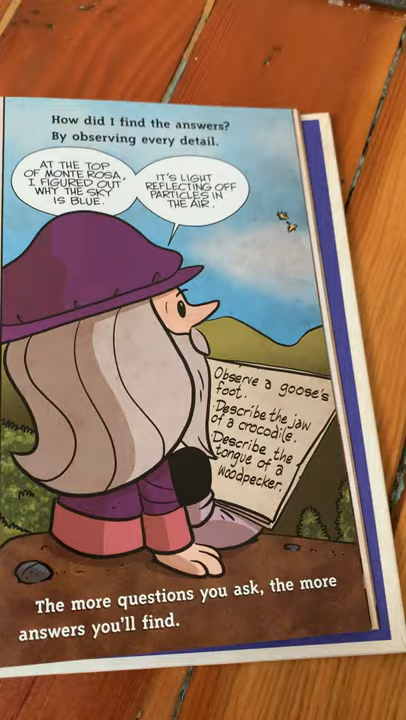 How did I find the answers?
By observing every detail.
AT THE TOP
OF MONTE ROSA,
I FIGURED OUT
WHY THE SKY
IS BLUE.
IT'S LIGHT
REFLECTING OFF
PARTICLES IN
THE AIR.
Observe a goose's
foot.
Describe the jaw
of a crocodile.
Describe the
tongue of a
woodpecker.
The more questions you ask, the more
answers you'll find.